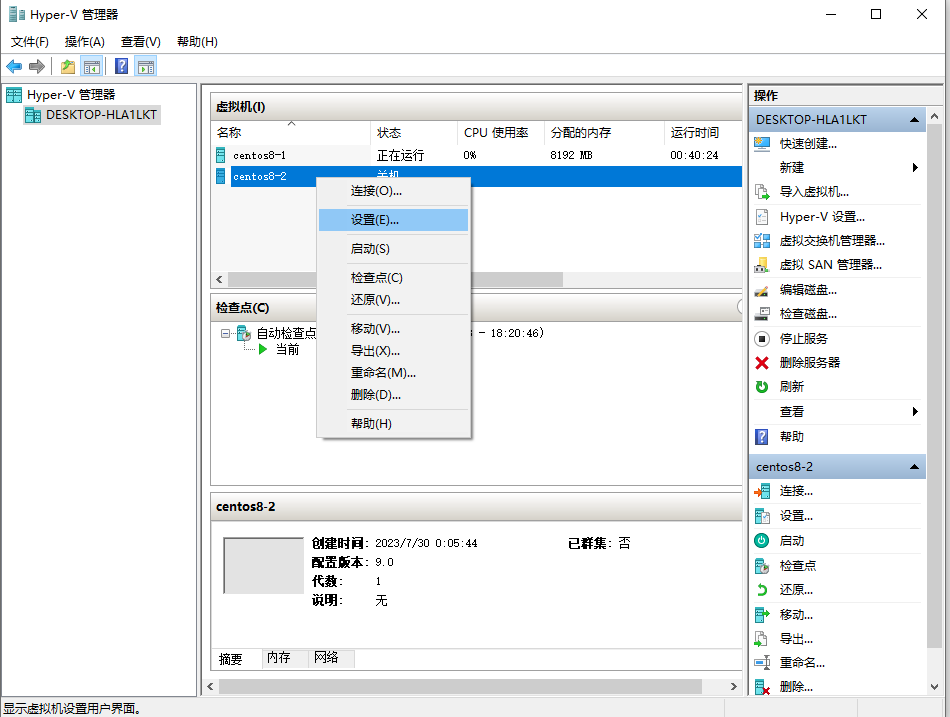 Hyper-V 管理器
文件(F) 操作(A) 查看(V) 帮助(H)
Hyper-V 管理器
DESKTOP-HLA1LKT
虚拟机(I)
名称 状态 CPU 使用率 分配的内存 运行时间
centos8-1 正在运行 0% 8192 MB 00:40:24
centos8-2 关机
连接(O)...
设置(E)...
启动(S)
检查点(C)
还原(V)...
移动(V)...
导出(X)...
重命名(M)...
删除(D)...
帮助(H)
检查点(C)
自动检查点 - 18:20:46)
当前
centos8-2
创建时间: 2023/7/30 0:05:44 已群集: 否
配置版本: 9.0
代数: 1
说明: 无
摘要 内存 网络
操作
DESKTOP-HLA1LKT
快速创建...
新建
导入虚拟机...
Hyper-V 设置...
虚拟交换机管理器...
虚拟 SAN 管理器...
编辑磁盘...
检查磁盘...
停止服务
删除服务器
刷新
查看
帮助
centos8-2
连接...
设置...
启动
检查点
还原...
移动...
导出...
重命名...
删除...
显示虚拟机设置用户界面。